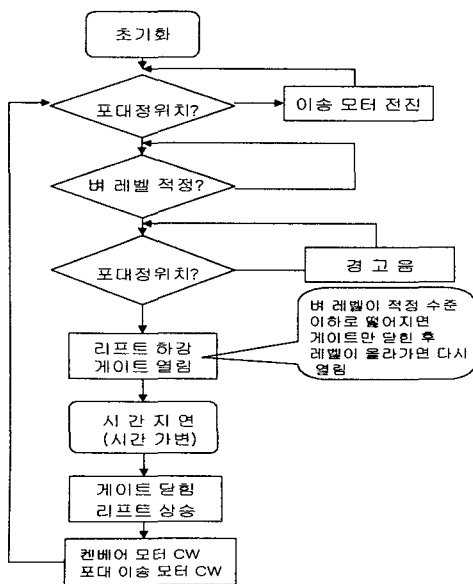 초기화
포대정위치?
이송 모터 전진
벼 레벨 적정?
포대정위치?
경 고 음
벼 레벨이 적정 수준
이하로 떨어지면
게이트만 닫힌 후
레벨이 올라가면 다시
열림
리프트 하강
게이트 열림
시 간 지 연
(시간 가변)
게이트 닫힘
리프트 상승
켄베어 모터 CW
포대 이송 모터 CW